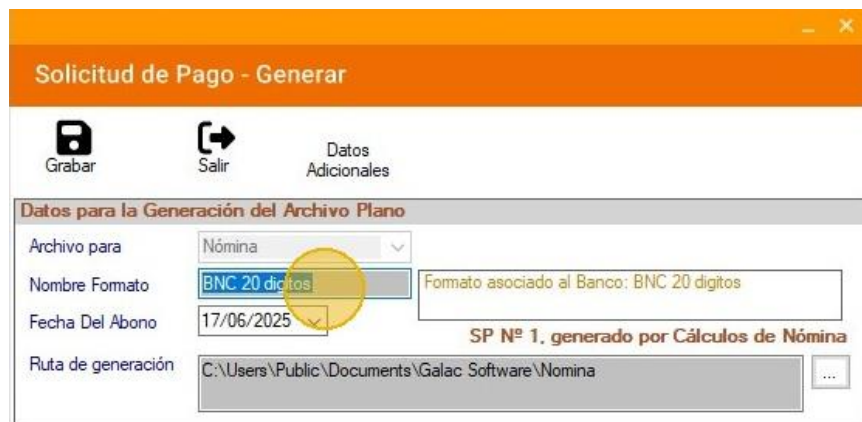 Solicitud de Pago - Generar
Grabar
Salir
Datos
Adicionales
Datos para la Generación del Archivo Plano
Archivo para
Nómina
Nombre Formato
BNC 20 digitos
Formato asociado al Banco: BNC 20 digitos
Fecha Del Abono
17/06/2025
SP Nº 1, generado por Cálculos de Nómina
Ruta de generación
C:\Users\Public\Documents\Galac Software\Nomina
...